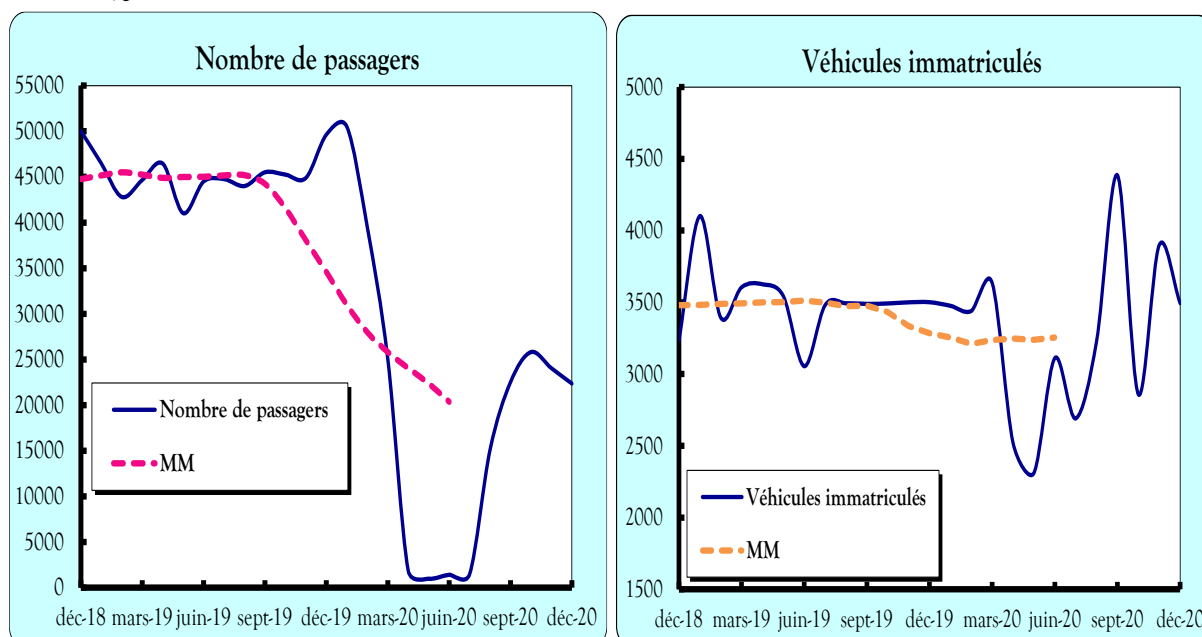 Nombre de passagers
55000
50000
45000
40000
35000
30000
25000
20000
15000
10000
5000
0
Nombre de passagers
MM
déc-18 mars-19 juin-19 sept-19 déc-19 mars-20 juin-20 sept-20 déc-20
Véhicules immatriculés
5000
4500
4000
3500
3000
2500
2000
1500
Véhicules immatriculés
MM
déc-18 mars-19 juin-19 sept-19 déc-19 mars-20 juin-20 sept-20 déc-20